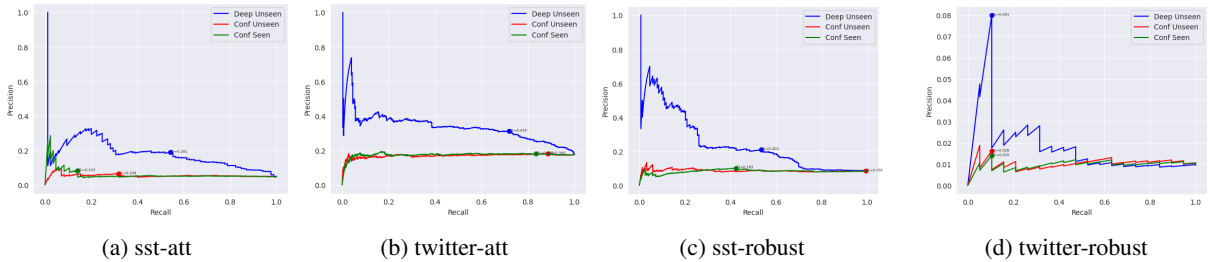 Deep Unseen
Conf Unseen
Conf Seen
1.0
0.8
0.6
0.4
0.2
0.0
Precision
0.0 0.2 0.4 0.6 0.8 1.0
Recall
(a) sst-att
Deep Unseen
Conf Unseen
Conf Seen
1.0
0.8
0.6
0.4
0.2
0.0
Precision
0.0 0.2 0.4 0.6 0.8 1.0
Recall
(b) twitter-att
Deep Unseen
Conf Unseen
Conf Seen
1.0
0.8
0.6
0.4
0.2
0.0
Precision
0.0 0.2 0.4 0.6 0.8 1.0
Recall
(c) sst-robust
Deep Unseen
Conf Unseen
Conf Seen
0.08
0.07
0.06
0.05
0.04
0.03
0.02
0.01
0.00
Precision
0.0 0.2 0.4 0.6 0.8 1.0
Recall
(d) twitter-robust